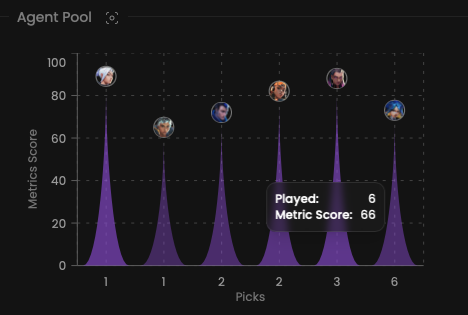 Agent Pool
100
80
60
40
20
0
Metrics Score
Played: 6
Metric Score: 66
1 1 2 2 3 6
Picks